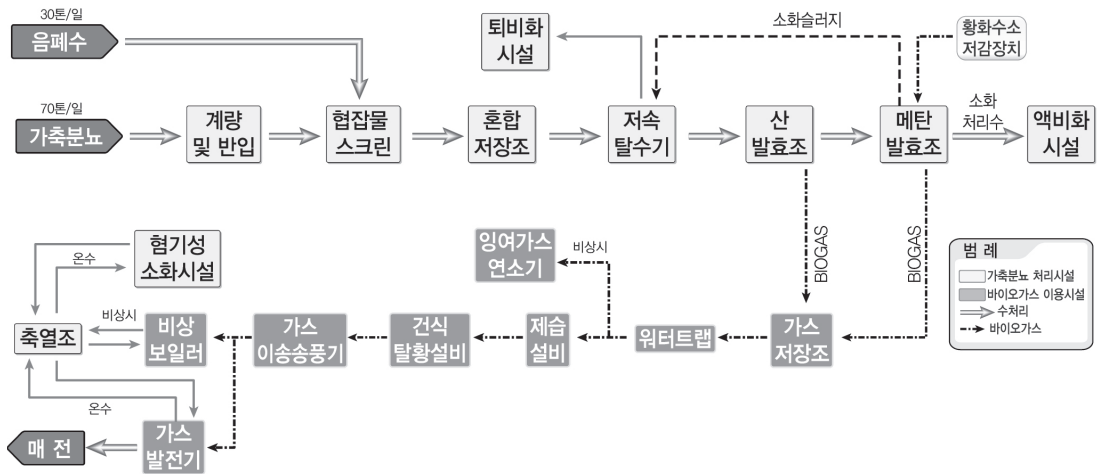 30톤/일
음폐수
퇴비화
시설
소화슬러지
황화수소
저감장치
70톤/일
가축분뇨
계량
및 반입
협잡물
스크린
혼합
저장조
저속
탈수기
산
발효조
메탄
발효조
소화
처리수
액비화
시설
BIOGAS
BIOGAS
혐기성
소화시설
온수
잉여가스
연소기
비상시
범 례
가축분뇨 처리시설
바이오가스 이용시설
수처리
바이오가스
축열조
비상시
비상
보일러
가스
이송송풍기
건식
탈황설비
제습
설비
워터트랩
가스
저장조
온수
매 전
가스
발전기